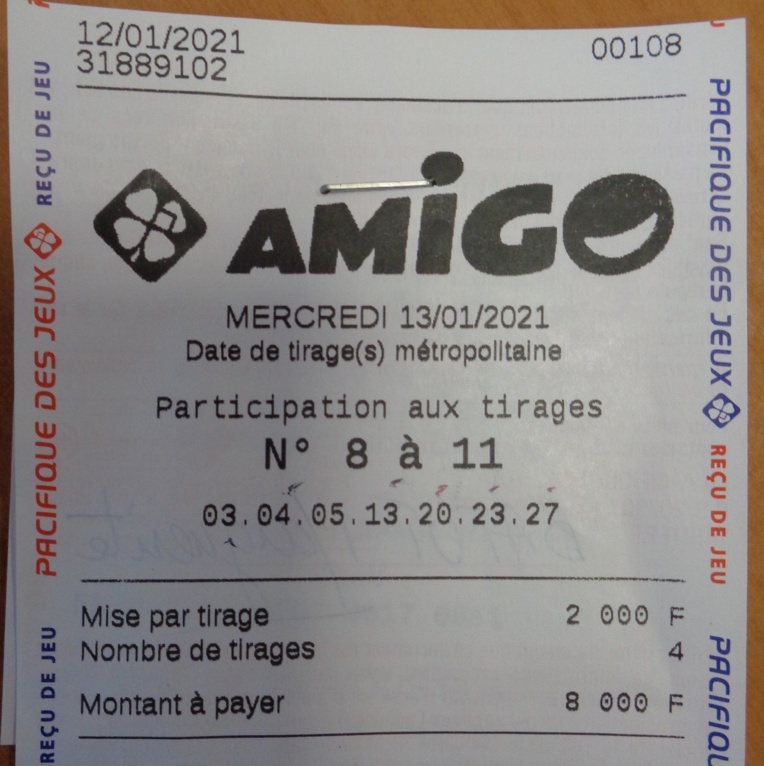 12/01/2021
00108
31889102
AMiGO
MERCREDI 13/01/2021
Date de tirage(s) métropolitaine
Participation aux tirages
N° 8 à 11
03.04.05.13.20.23.27
Mise par tirage 2 000 F
Nombre de tirages 4
Montant à payer 8 000 F
REÇU DE JEU
PACIFIQUE DES JEUX
REÇU DE JEU
PACIFIQUE DES JEUX
REÇU DE JEU